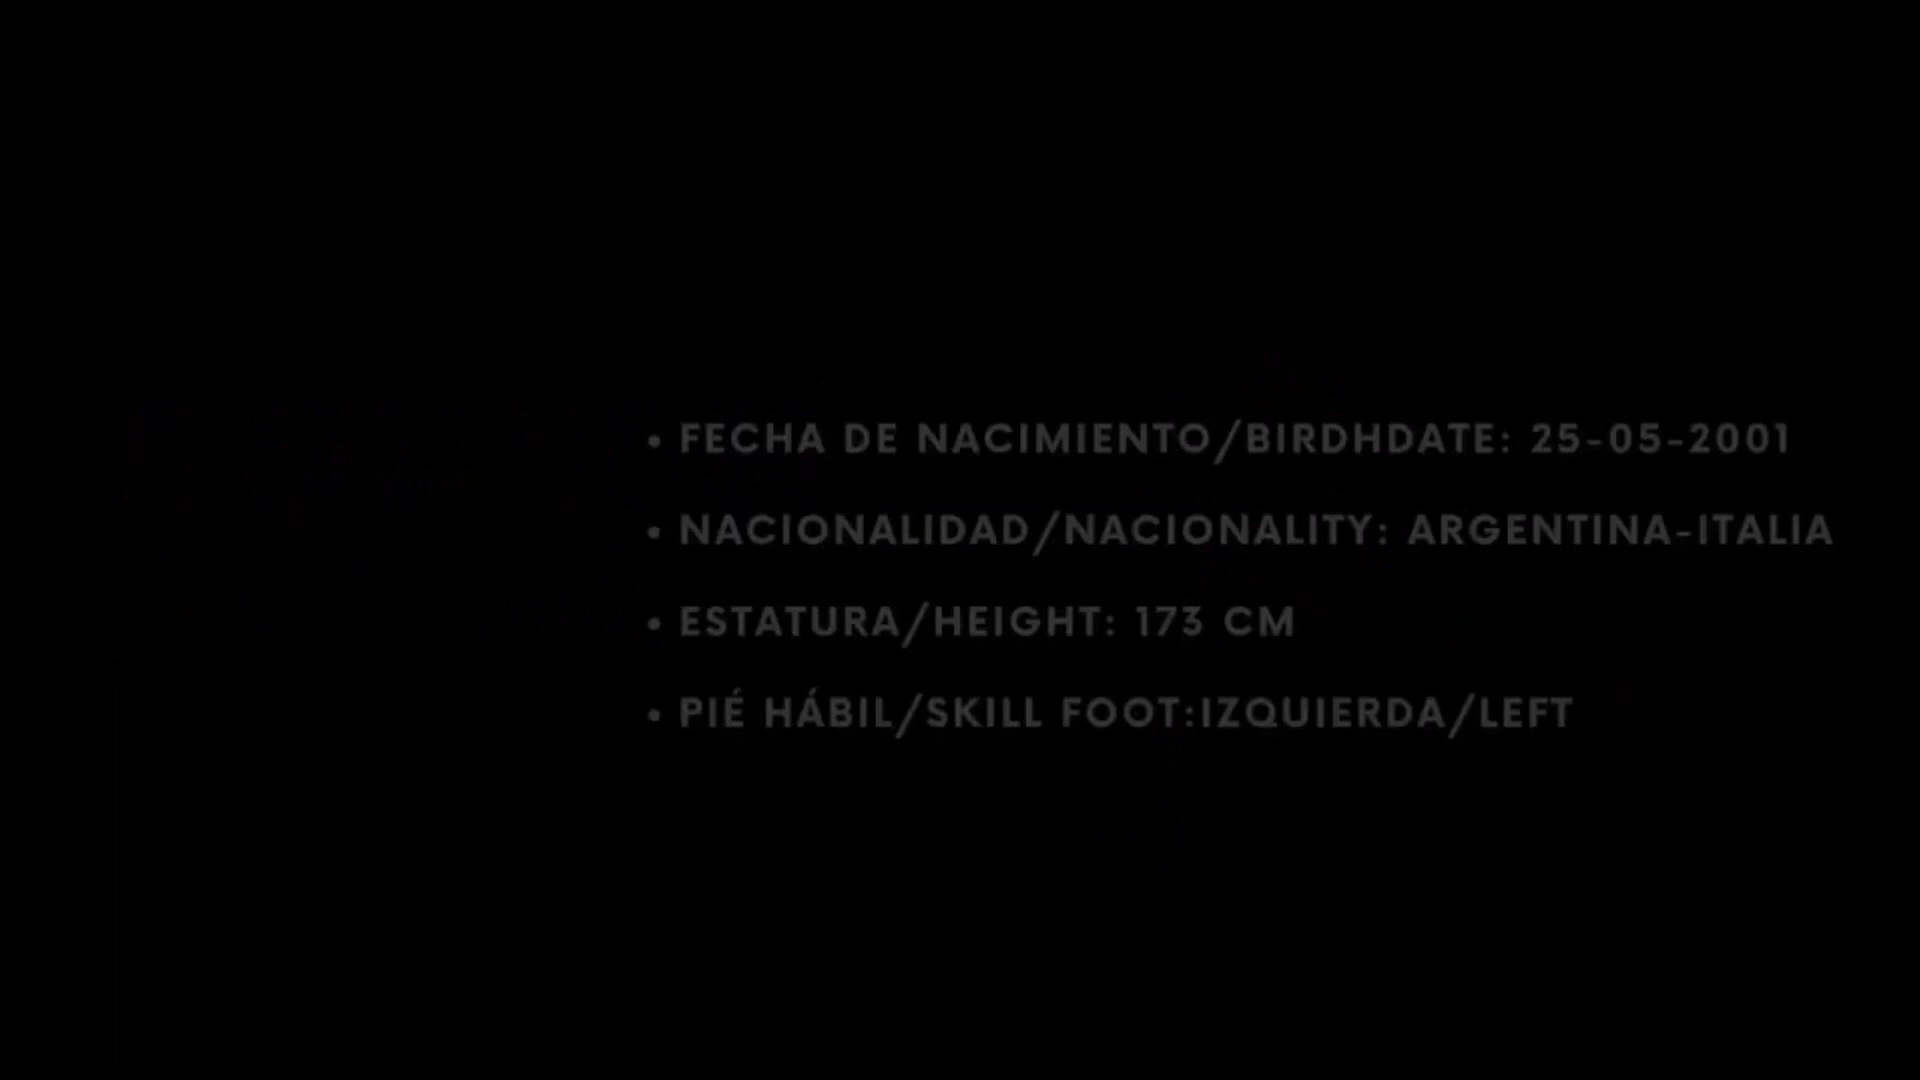 • FECHA DE NACIMIENTO/BIRDHDATE: 25-05-2001
• NACIONALIDAD/NACIONALITY: ARGENTINA-ITALIA
• ESTATURA/HEIGHT: 173 CM
• PIÉ HÁBIL/SKILL FOOT:IZQUIERDA/LEFT